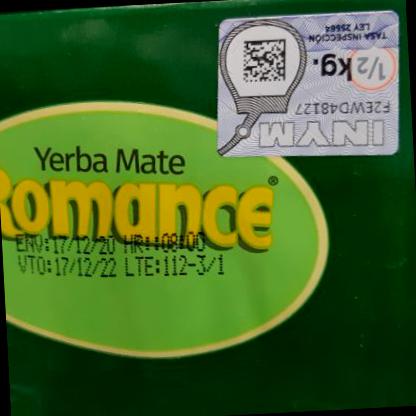 TASA INSPECCIÓN
LEY 25564
1/2 kg.
F2EWD48127
INYM
Yerba Mate
Romance®
ENV:17/12/20 HR::08:00
VTO:17/12/22 LTE:112-3/1